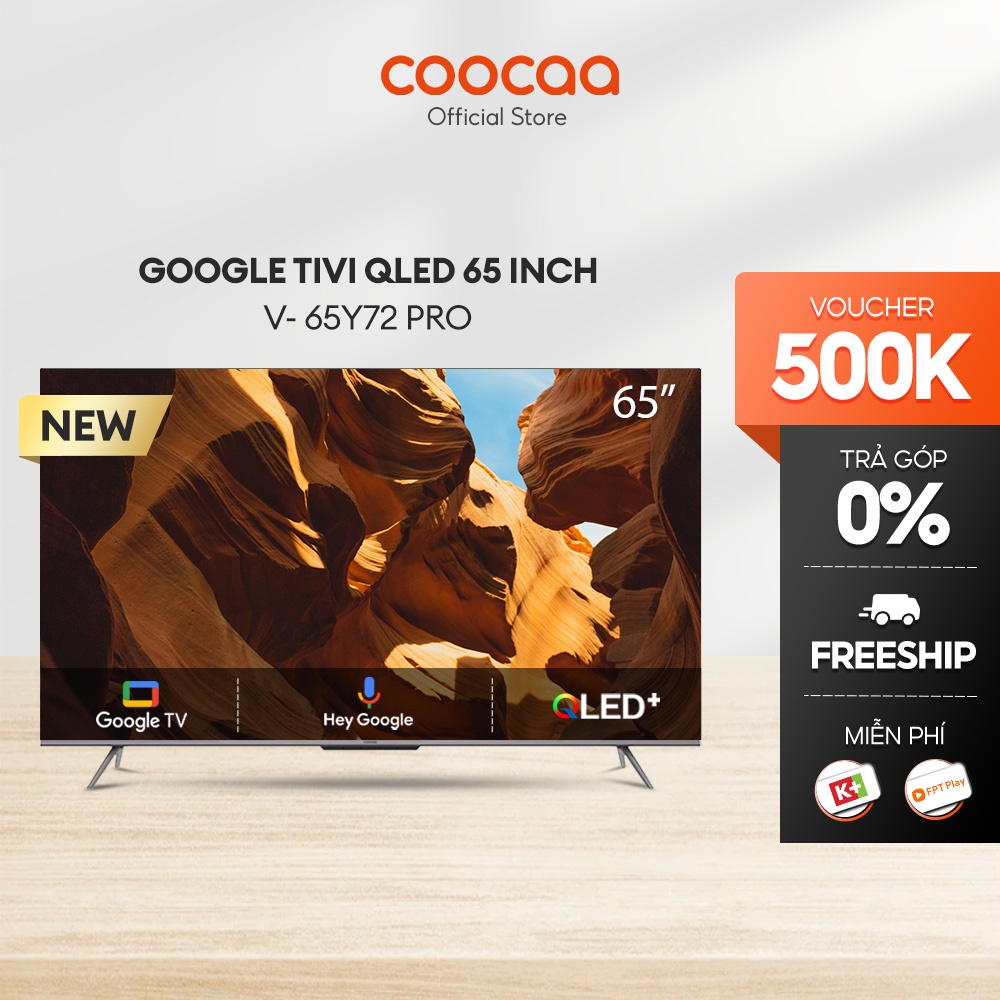 coocaa
Official Store
GOOGLE TIVI QLED 65 INCH
V- 65Y72 PRO
NEW
65”
Google TV
Hey Google
QLED+
VOUCHER
500K
TRẢ GÓP
0%
FREESHIP
MIỄN PHÍ
K+
FPT Play